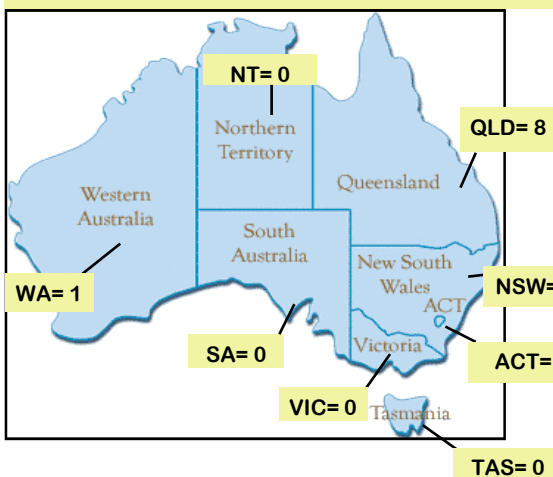 NT= 0
Northern
Territory
QLD= 8
Queensland
Western
Australia
South
Australia
New South
Wales
ACT
NSW=
WA= 1
SA= 0
Victoria
ACT=
VIC= 0
Tasmania
TAS= 0